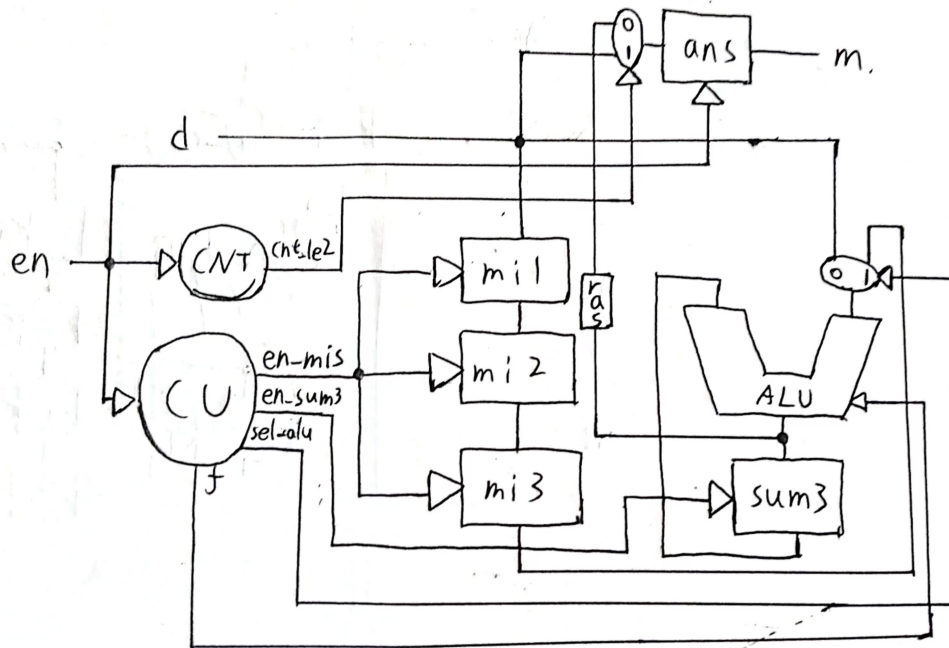 0
1
ans
m.
d
en
CNT
cnt_le2
mi1
ras
0 1
en_mis
CU
en_sum3
sel_alu
f
mi2
ALU
mi3
sum3